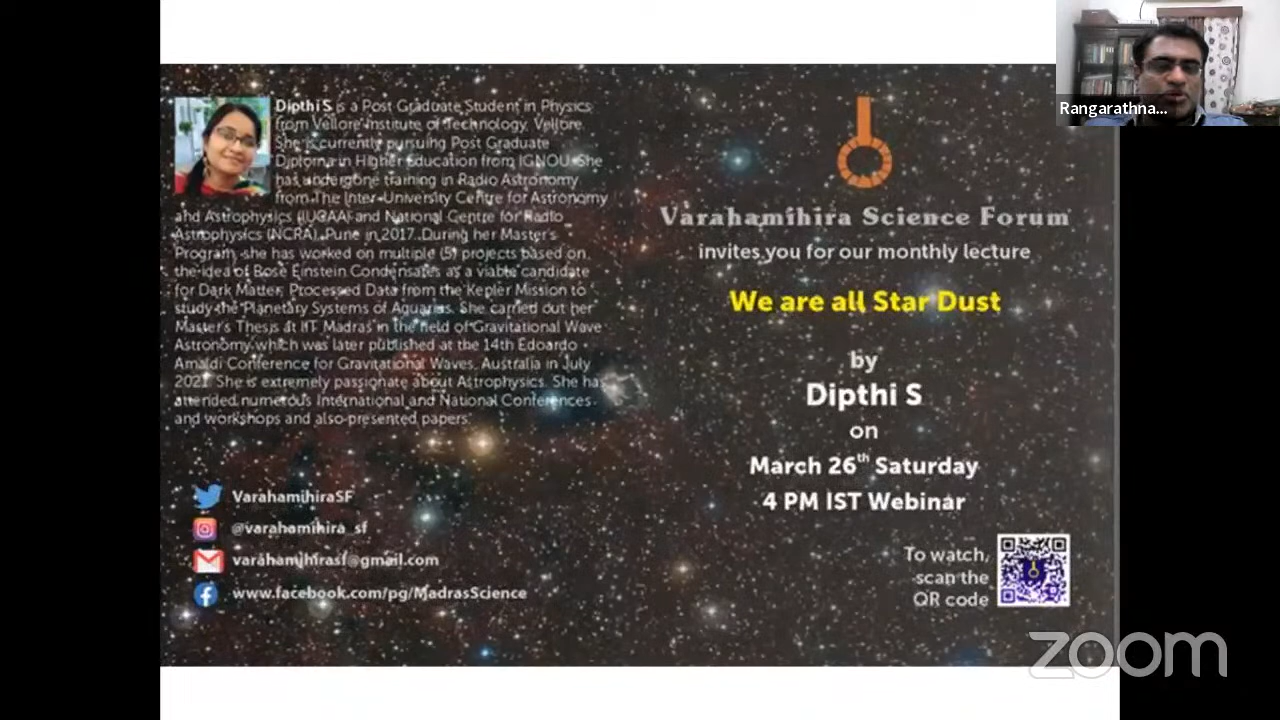 Dipthi S is a Post Graduate Student in Physics
from Vellore Institute of Technology, Vellore.
She is currently pursuing Post Graduate
Diploma in Higher Education from IGNOU. She
has undergone training in Radio Astronomy
from The Inter-University Centre for Astronomy
and Astrophysics (IUCAA) and National Centre for Radio
Astrophysics (NCRA), Pune in 2017. During her Master's
Program, she has worked on multiple (5) projects based on
the idea of Bose Einstein Condensates as a viable candidate
for Dark Matter, Processed Data from the Kepler Mission to
study the Planetary Systems of Aquarius. She carried out her
Master's Thesis at IIT Madras in the field of Gravitational Wave
Astronomy which was later published at the 14th Edoardo
Amaldi Conference for Gravitational Waves, Australia in July
2021. She is extremely passionate about Astrophysics. She has
attended numerous International and National Conferences
and workshops and also presented papers.
VarahamihiraSF
@varahamihira_sf
varahamihirasf@gmail.com
www.facebook.com/pg/MadrasScience
Varahamihira Science Forum
invites you for our monthly lecture
We are all Star Dust
by
Dipthi S
on
March 26th Saturday
4 PM IST Webinar
To watch,
scan the
QR code
Rangarathna...
zoom